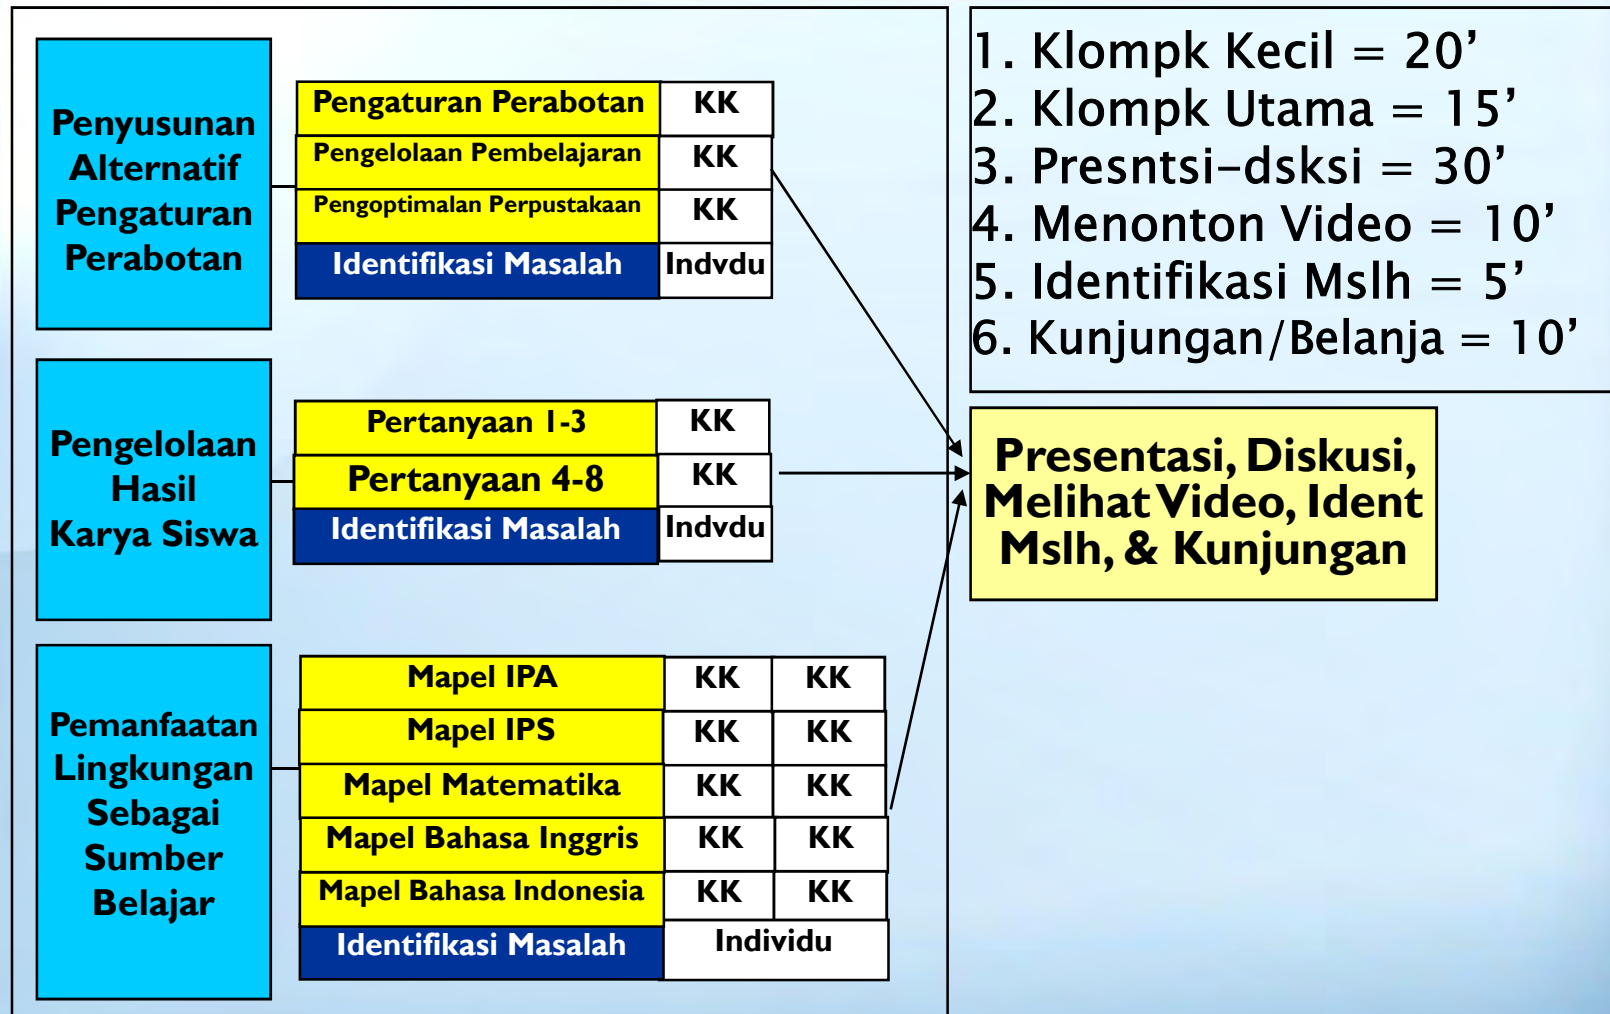 Penyusunan
Alternatif
Pengaturan
Perabotan
Pengaturan Perabotan KK
Pengelolaan Pembelajaran KK
Pengoptimalan Perpustakaan KK
Identifikasi Masalah Indvdu
Pengelolaan
Hasil
Karya Siswa
Pertanyaan 1-3 KK
Pertanyaan 4-8 KK
Identifikasi Masalah Indvdu
Pemanfaatan
Lingkungan
Sebagai
Sumber
Belajar
Mapel IPA KK KK
Mapel IPS KK KK
Mapel Matematika KK KK
Mapel Bahasa Inggris KK KK
Mapel Bahasa Indonesia KK KK
Identifikasi Masalah Individu
1. Klompk Kecil = 20’
2. Klompk Utama = 15’
3. Presntsi–dsksi = 30’
4. Menonton Video = 10’
5. Identifikasi Mslh = 5’
6. Kunjungan/Belanja = 10’
Presentasi, Diskusi,
Melihat Video, Ident
Mslh, & Kunjungan